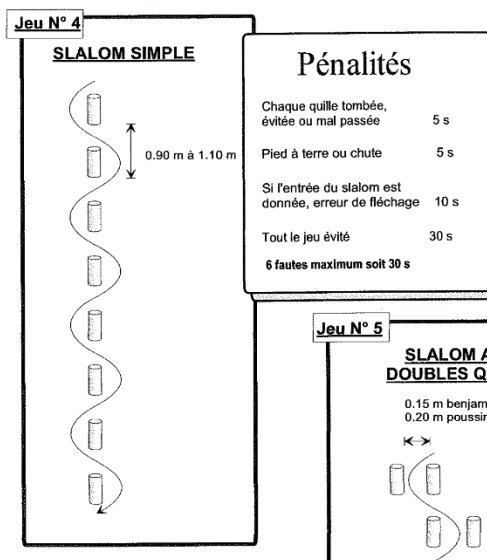 Jeu N° 4
SLALOM SIMPLE
0.90 m à 1.10 m
Pénalités
Chaque quille tombée,
évitée ou mal passée 5 s
Pied à terre ou chute 5 s
Si l'entrée du slalom est
donnée, erreur de fléchage 10 s
Tout le jeu évité 30 s
6 fautes maximum soit 30 s
Jeu N° 5
SLALOM
DOUBLES
0.15 m
0.20 m